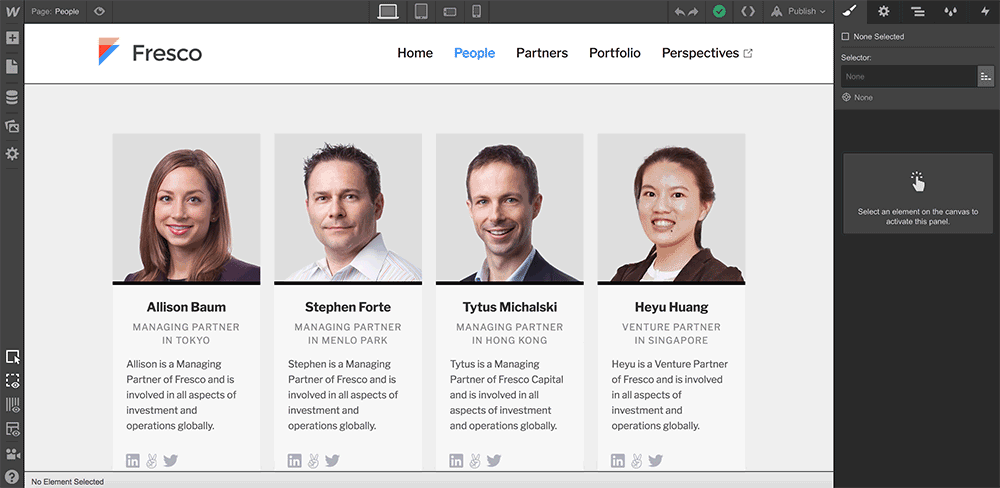 Page: People
Publish
Fresco
Home People Partners Portfolio Perspectives
None Selected
Selector:
None
None
Select an element on the canvas to
activate this panel.
Allison Baum
MANAGING PARTNER
IN TOKYO
Allison is a Managing
Partner of Fresco and is
involved in all aspects of
investment and
operations globally.
Stephen Forte
MANAGING PARTNER
IN MENLO PARK
Stephen is a Managing
Partner of Fresco and is
involved in all aspects of
investment and
operations globally.
Tytus Michalski
MANAGING PARTNER
IN HONG KONG
Tytus is a Managing
Partner of Fresco Capital
and is involved in all
aspects of investment
and operations globally.
Heyu Huang
VENTURE PARTNER
IN SINGAPORE
Heyu is a Venture Partner
of Fresco and is involved
in all aspects of
investment and
operations globally.
No Element Selected